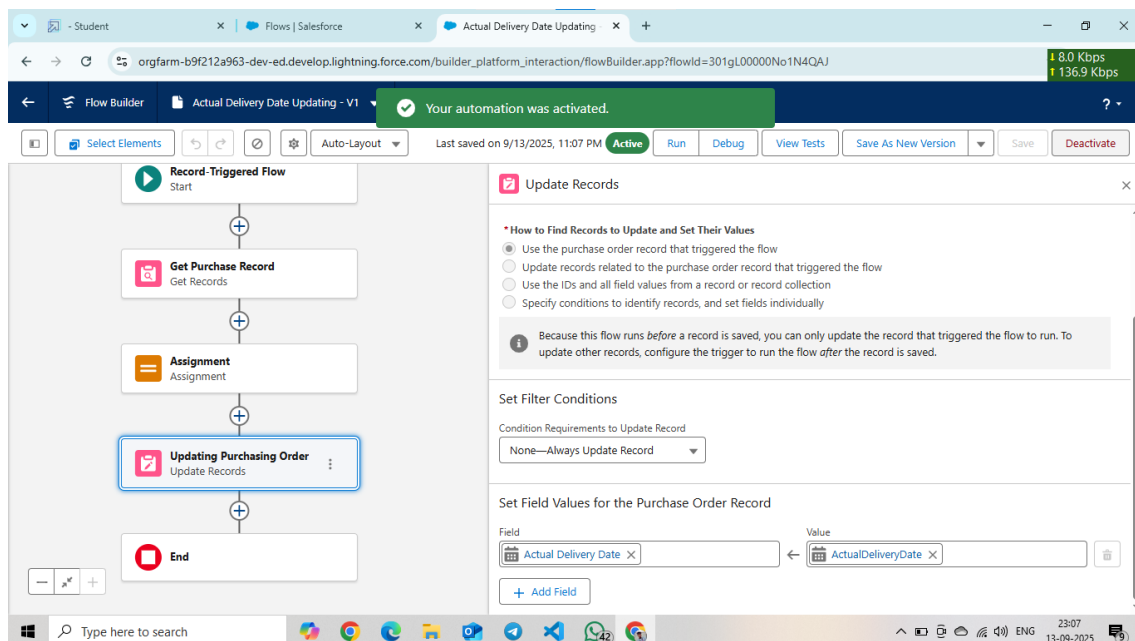 - Student
Flows | Salesforce
Actual Delivery Date Updating
orgfarm-b9f212a963-dev-ed.develop.lightning.force.com/builder_platform_interaction/flowBuilder.app?flowId=301gL00000No1N4QAJ
8.0 Kbps
136.9 Kbps
Flow Builder
Actual Delivery Date Updating - V1
Your automation was activated.
?
Select Elements
Auto-Layout
Last saved on 9/13/2025, 11:07 PM
Active
Run
Debug
View Tests
Save As New Version
Save
Deactivate
Record-Triggered Flow
Start
Get Purchase Record
Get Records
Assignment
Assignment
Updating Purchasing Order
Update Records
End
Update Records
*How to Find Records to Update and Set Their Values
Use the purchase order record that triggered the flow
Update records related to the purchase order record that triggered the flow
Use the IDs and all field values from a record or record collection
Specify conditions to identify records, and set fields individually
Because this flow runs before a record is saved, you can only update the record that triggered the flow to run. To
update other records, configure the trigger to run the flow after the record is saved.
Set Filter Conditions
Condition Requirements to Update Record
None—Always Update Record
Set Field Values for the Purchase Order Record
Field
Value
Actual Delivery Date
ActualDeliveryDate
+ Add Field
Type here to search
42
ENG
23:07
13-09-2025
9